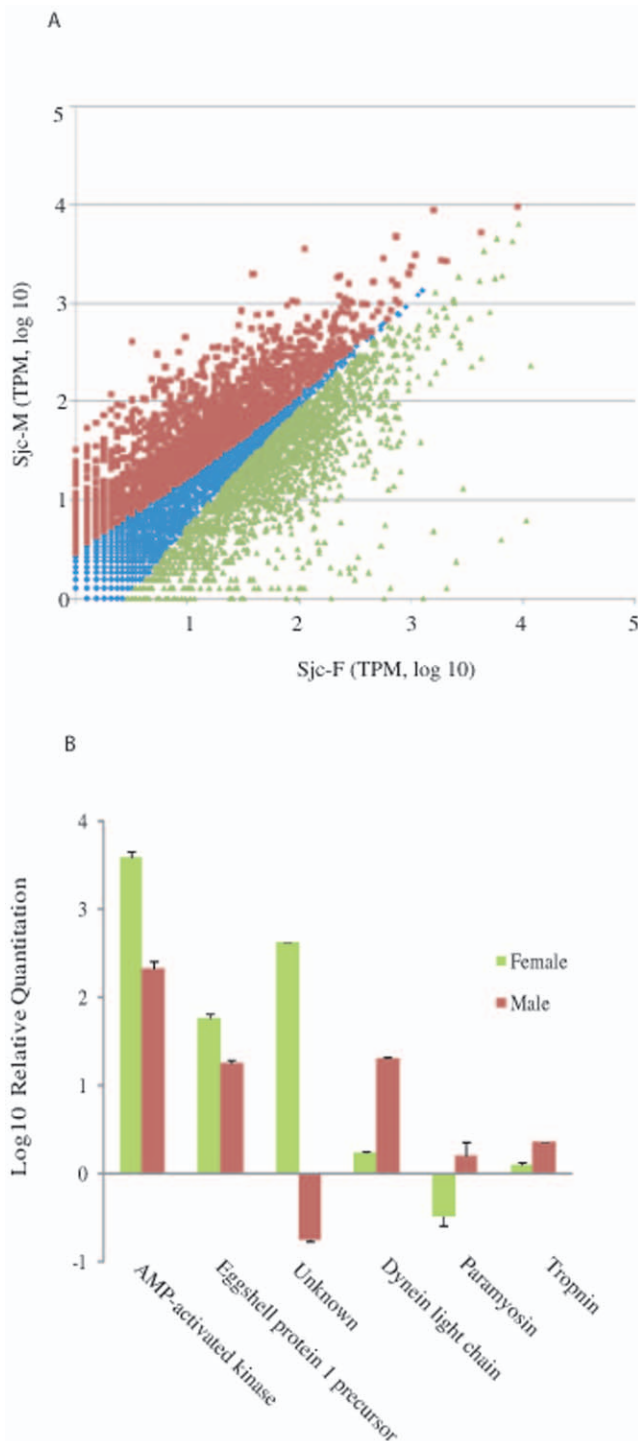 A
5
4
3
2
1
0
Sjc-M (TPM, log 10)
1 2 3 4 5
Sjc-F (TPM, log 10)
B
4
3
2
1
0
-1
Log10 Relative Quantitation
Female
Male
AMP-activated kinase
Eggshell protein 1 precursor
Unknown
Dynein light chain
Paramyosin
Tropnin